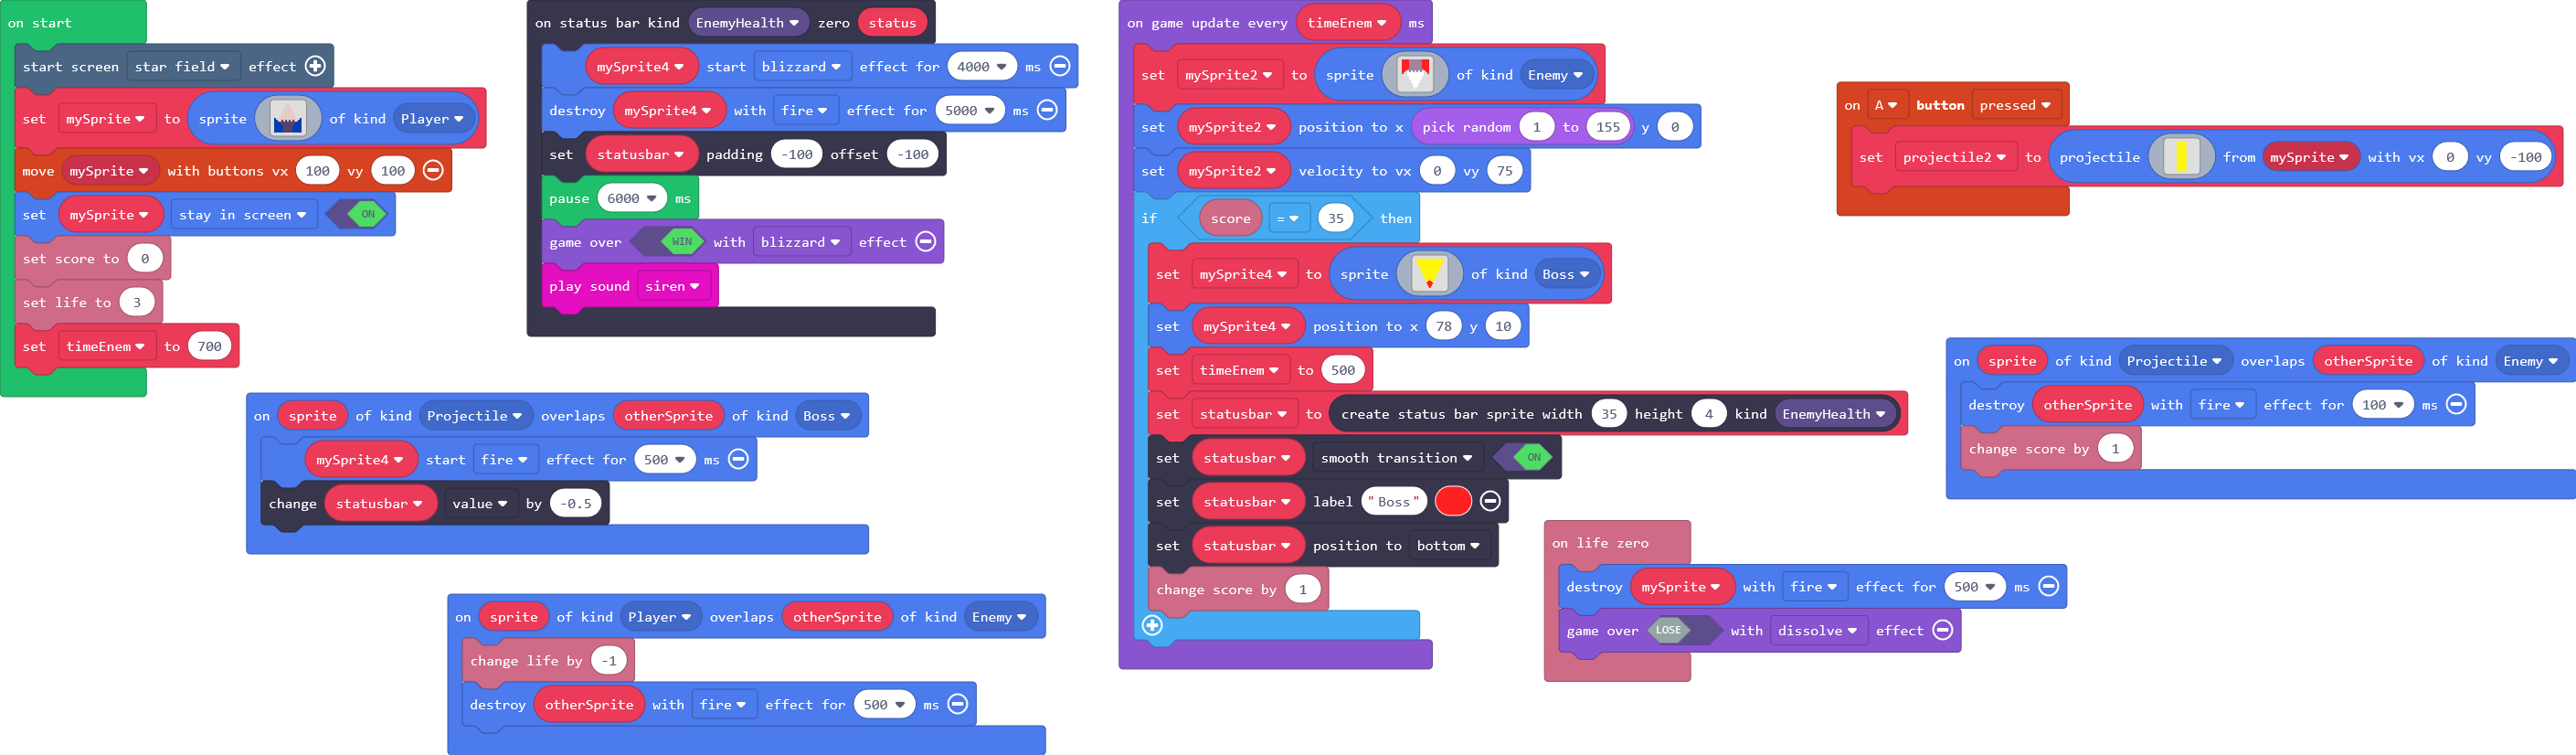 on start
start screen star field effect
set mySprite to sprite of kind Player
move mySprite with buttons vx 100 vy 100
set mySprite stay in screen ON
set score to 0
set life to 3
set timeEnem to 700
on status bar kind EnemyHealth zero status
mySprite4 start blizzard effect for 4000 ms
destroy mySprite4 with fire effect for 5000 ms
set statusbar padding -100 offset -100
pause 6000 ms
game over WIN with blizzard effect
play sound siren
on sprite of kind Projectile overlaps otherSprite of kind Boss
mySprite4 start fire effect for 500 ms
change statusbar value by -0.5
on sprite of kind Player overlaps otherSprite of kind Enemy
change life by -1
destroy otherSprite with fire effect for 500 ms
on game update every timeEnem ms
set mySprite2 to sprite of kind Enemy
set mySprite2 position to x pick random 1 to 155 y 0
set mySprite2 velocity to vx 0 vy 75
if score = 35 then
set mySprite4 to sprite of kind Boss
set mySprite4 position to x 78 y 10
set timeEnem to 500
set statusbar to create status bar sprite width 35 height 4 kind EnemyHealth
set statusbar smooth transition ON
set statusbar label "Boss"
set statusbar position to bottom
change score by 1
on A button pressed
set projectile2 to projectile from mySprite with vx 0 vy -100
on sprite of kind Projectile overlaps otherSprite of kind Enemy
destroy otherSprite with fire effect for 100 ms
change score by 1
on life zero
destroy mySprite with fire effect for 500 ms
game over LOSE with dissolve effect